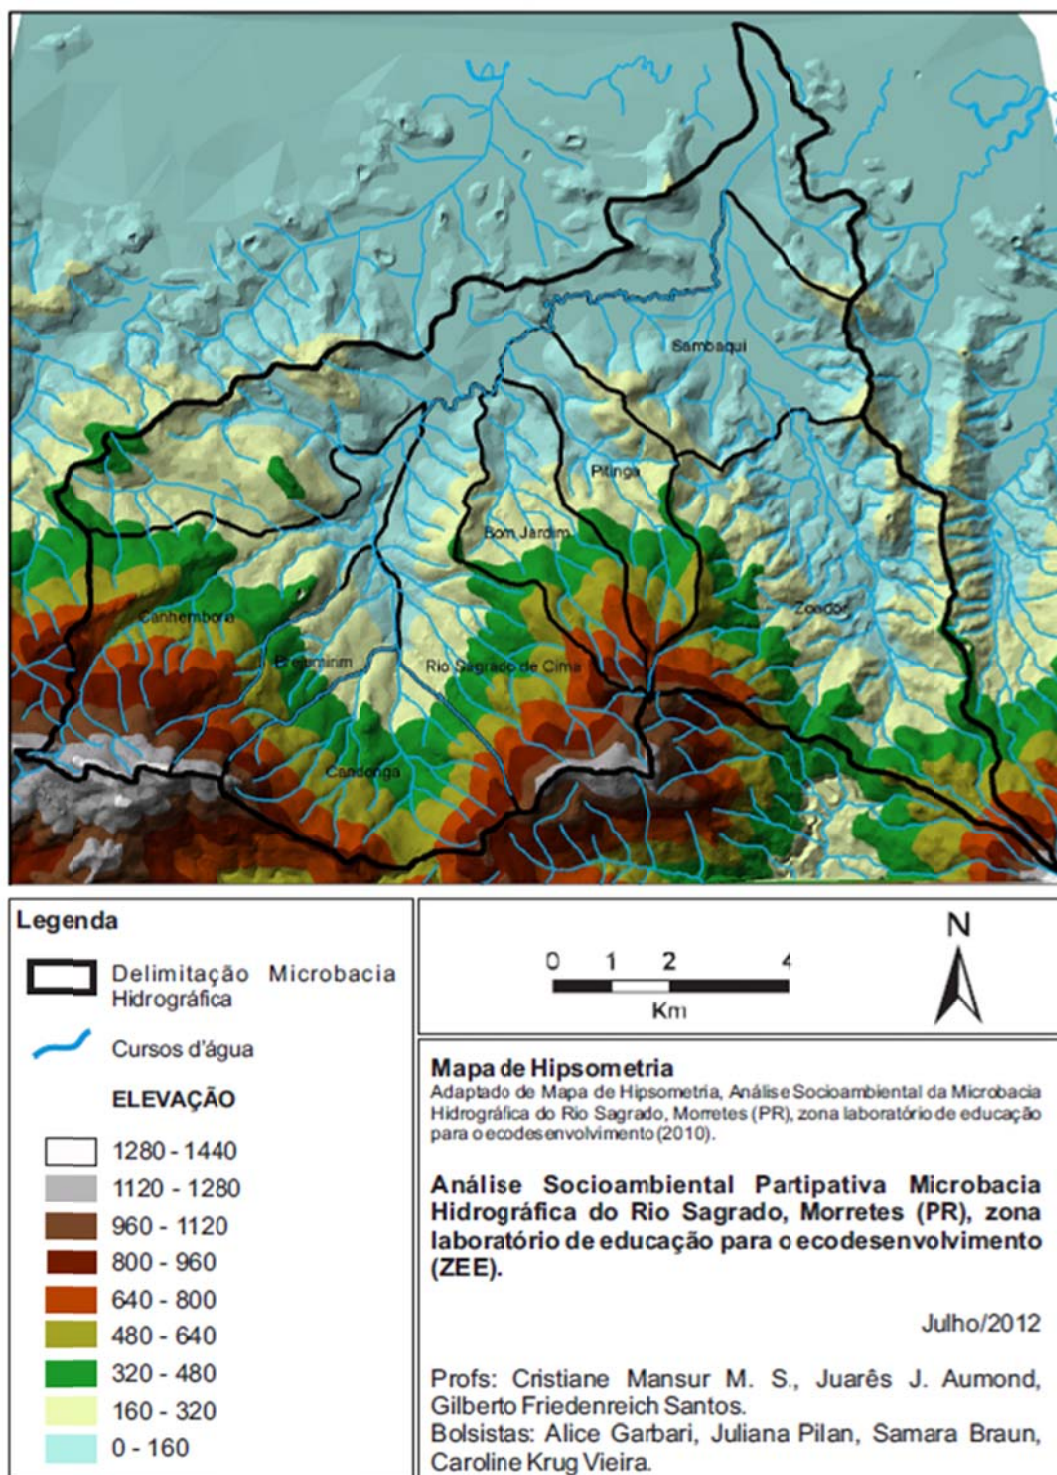 Sambaqui
Pitinga
Bom Jardim
Zoador
Canhembora
Brejumirim
Rio Sagrado de Cima
Candonga
Legenda
Delimitação Microbacia
Hidrográfica
Cursos d'água
ELEVAÇÃO
1280 - 1440
1120 - 1280
960 - 1120
800 - 960
640 - 800
480 - 640
320 - 480
160 - 320
0 - 160
0 1 2 4
Km
N
Mapa de Hipsometria
Adaptado de Mapa de Hipsometria, Análise Socioambiental da Microbacia
Hidrográfica do Rio Sagrado, Morretes (PR), zona laboratório de educação
para o ecodesenvolvimento (2010).
Análise Socioambiental Partipativa Microbacia
Hidrográfica do Rio Sagrado, Morretes (PR), zona
laboratório de educação para o ecodesenvolvimento
(ZEE).
Julho/2012
Profs: Cristiane Mansur M. S., Juarês J. Aumond,
Gilberto Friedenreich Santos.
Bolsistas: Alice Garbari, Juliana Pilan, Samara Braun,
Caroline Krug Vieira.